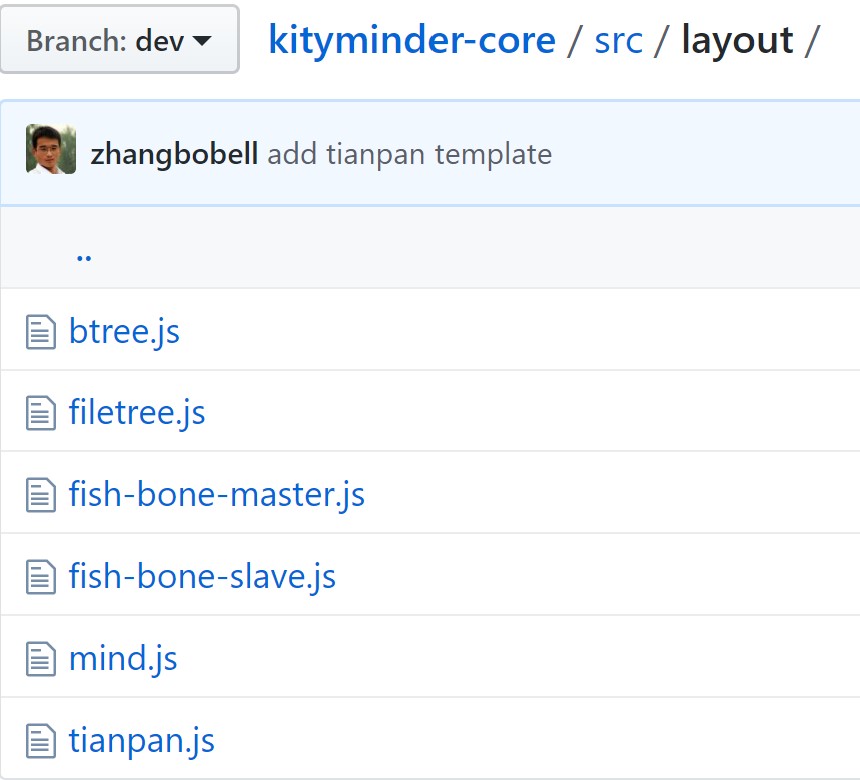 Branch: dev kityminder-core / src / layout /
zhangbobell add tianpan template
..
btree.js
filetree.js
fish-bone-master.js
fish-bone-slave.js
mind.js
tianpan.js